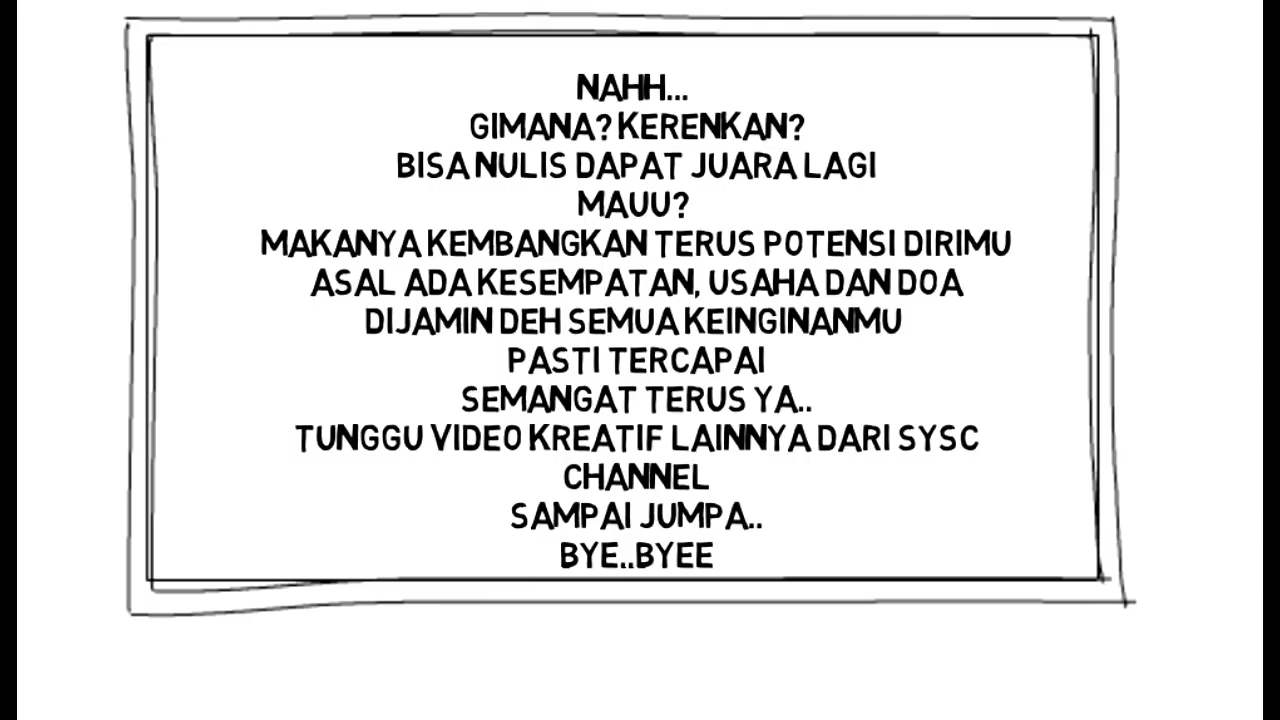 NAHH...
GIMANA? KERENKAN?
BISA NULIS DAPAT JUARA LAGI
MAUU?
MAKANYA KEMBANGKAN TERUS POTENSI DIRIMU
ASAL ADA KESEMPATAN, USAHA DAN DOA
DIJAMIN DEH SEMUA KEINGINANMU
PASTI TERCAPAI
SEMANGAT TERUS YA..
TUNGGU VIDEO KREATIF LAINNYA DARI SYSC
CHANNEL
SAMPAI JUMPA..
BYE..BYEE